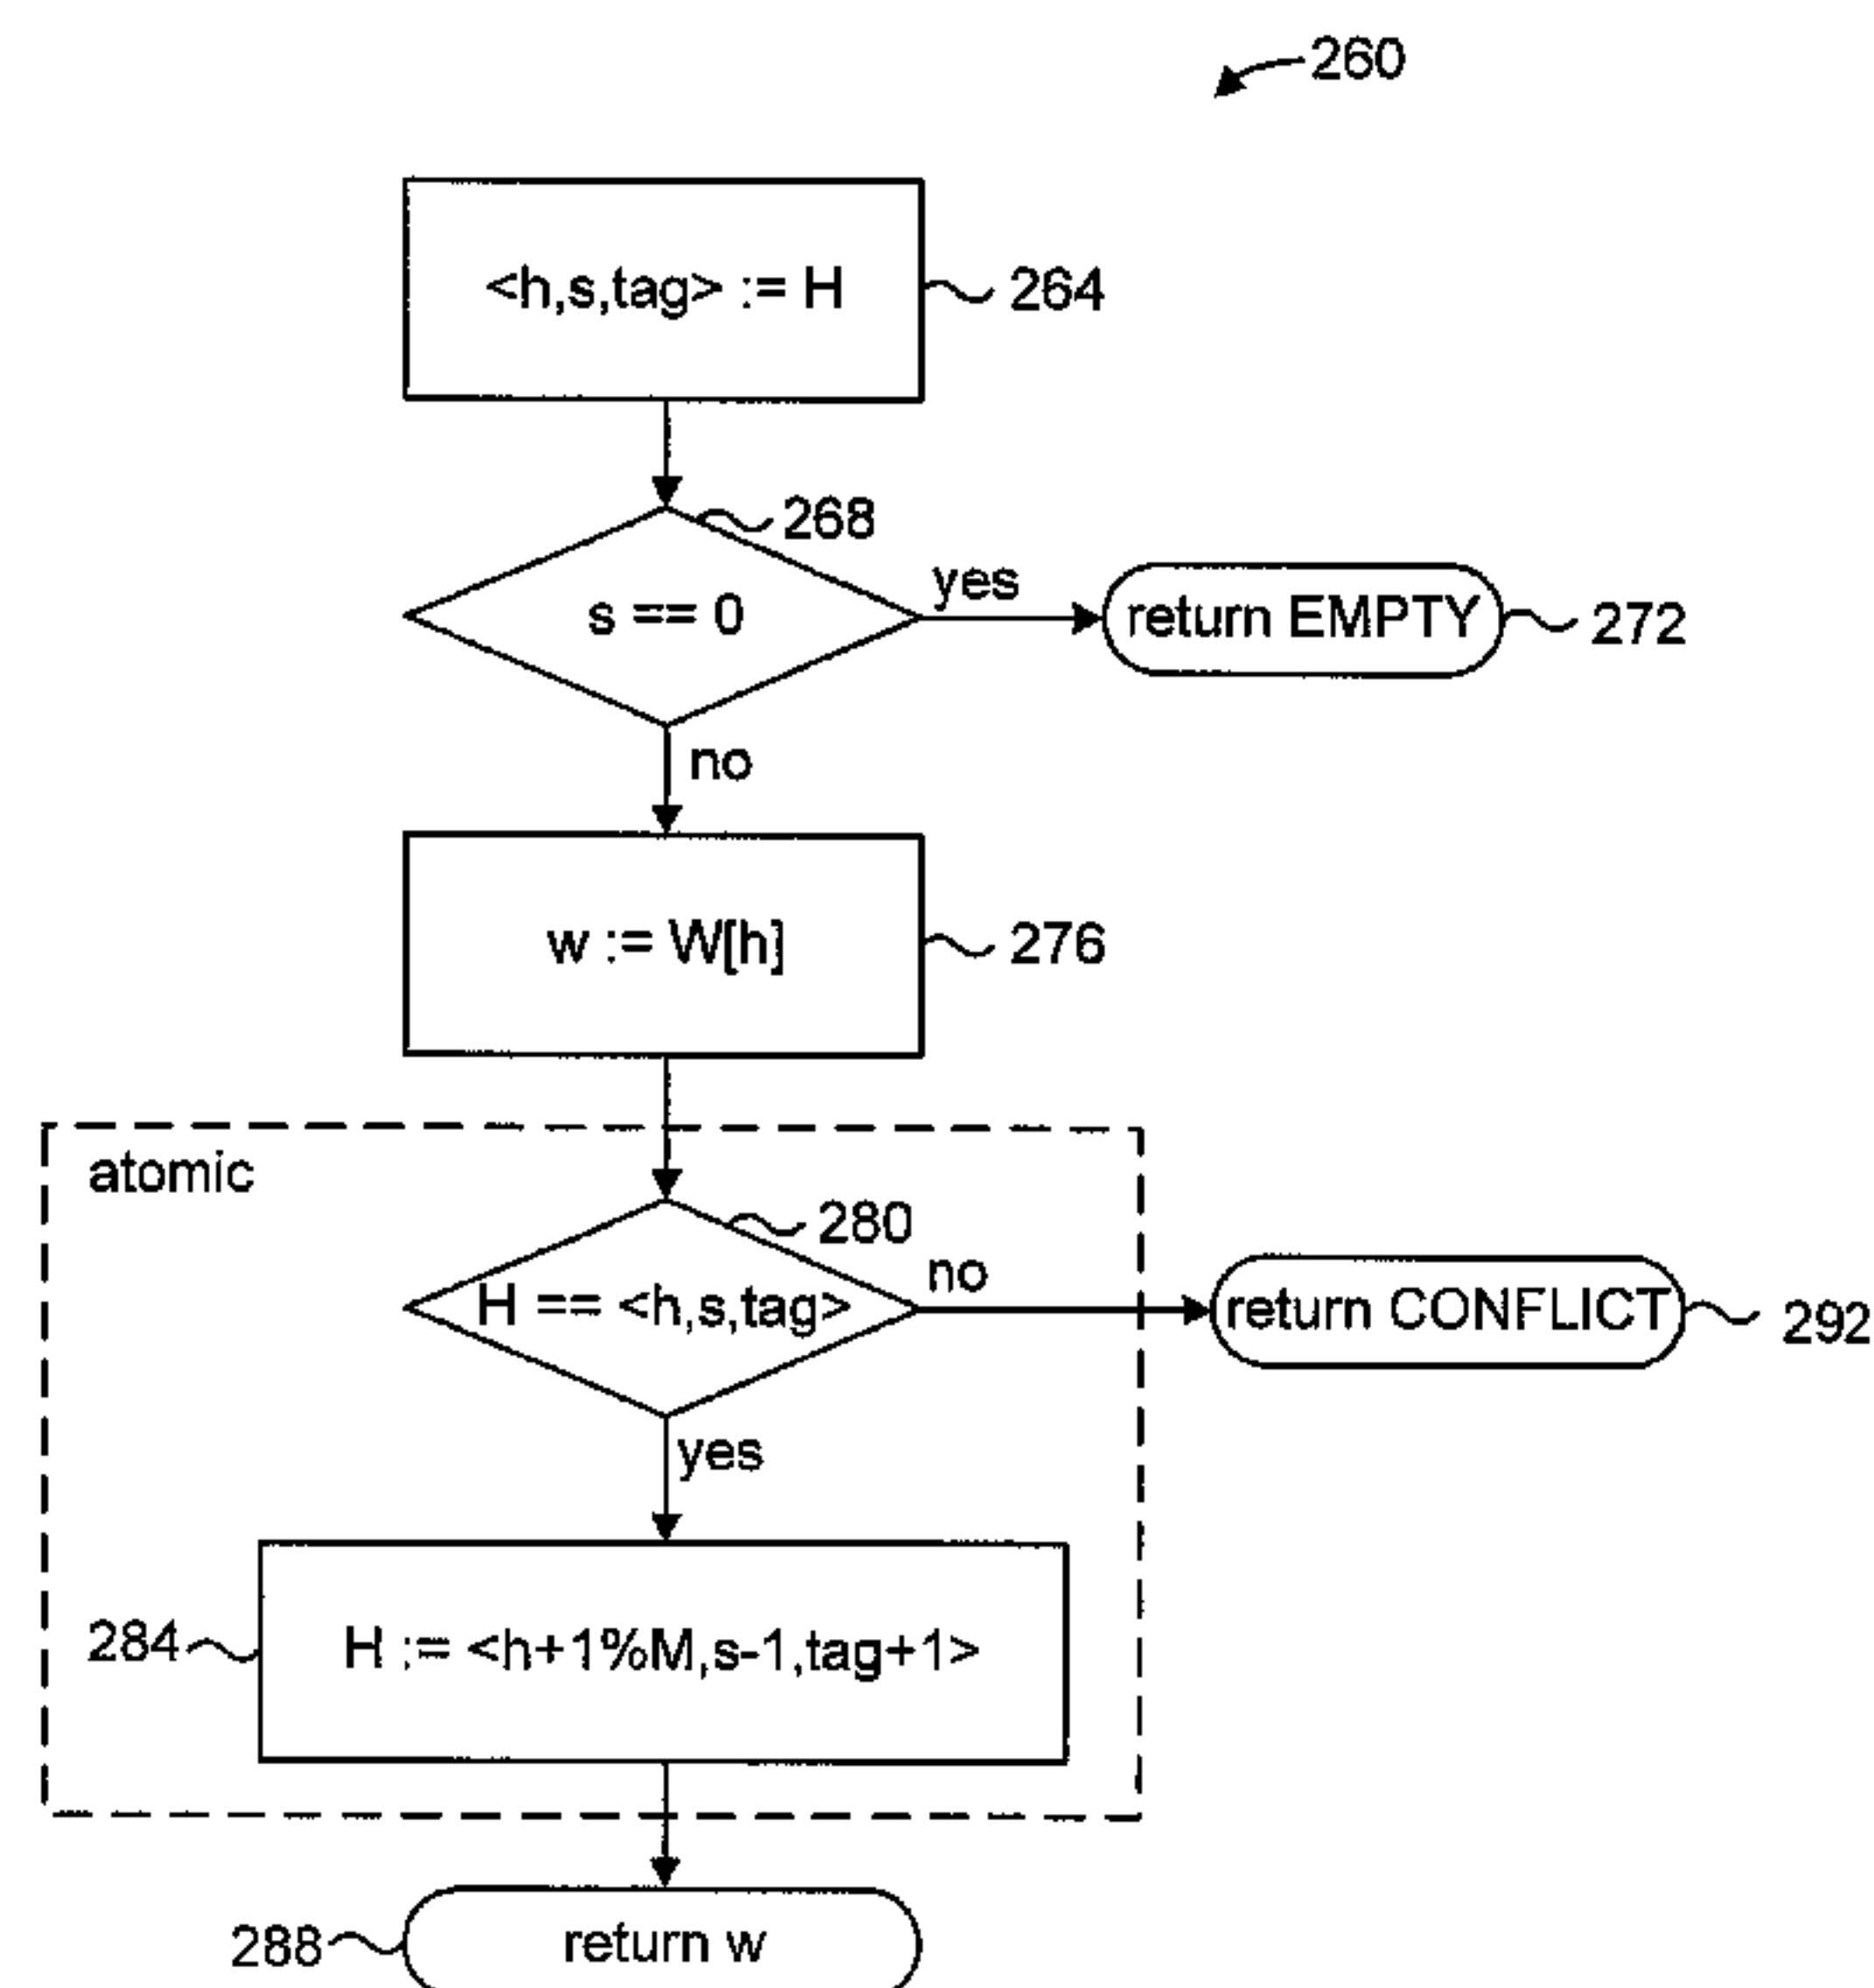 260
<h,s,tag> := H
264
268
s == 0
yes
return EMPTY
272
no
w := W[h]
276
atomic
280
H == <h,s,tag>
no
return CONFLICT
292
yes
284
H := <h+1%M,s-1,tag+1>
288
return w